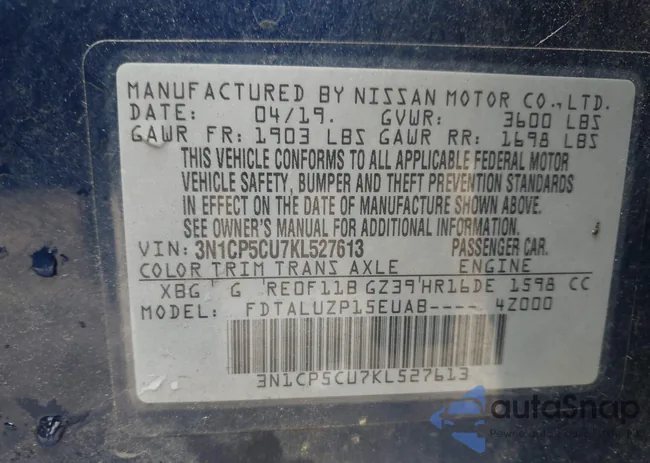 MANUFACTURED BY NISSAN MOTOR CO., LTD.
DATE: 04/19. GVWR: 3600 LBS
GAWR FR: 1903 LBS GAWR RR: 1698 LBS
THIS VEHICLE CONFORMS TO ALL APPLICABLE FEDERAL MOTOR
VEHICLE SAFETY, BUMPER AND THEFT PREVENTION STANDARDS
IN EFFECT ON THE DATE OF MANUFACTURE SHOWN ABOVE.
SEE OWNER'S MANUAL FOR ADDITIONAL INFORMATION.
VIN: 3N1CP5CU7KL527613 PASSENGER CAR.
COLOR TRIM TRANS AXLE ENGINE
XBG G RE0F11B GZ39 HR16DE 1598 CC
MODEL: FDTALUZP15EUAB---- 4Z000
3N1CP5CU7KL527613
autoSnap